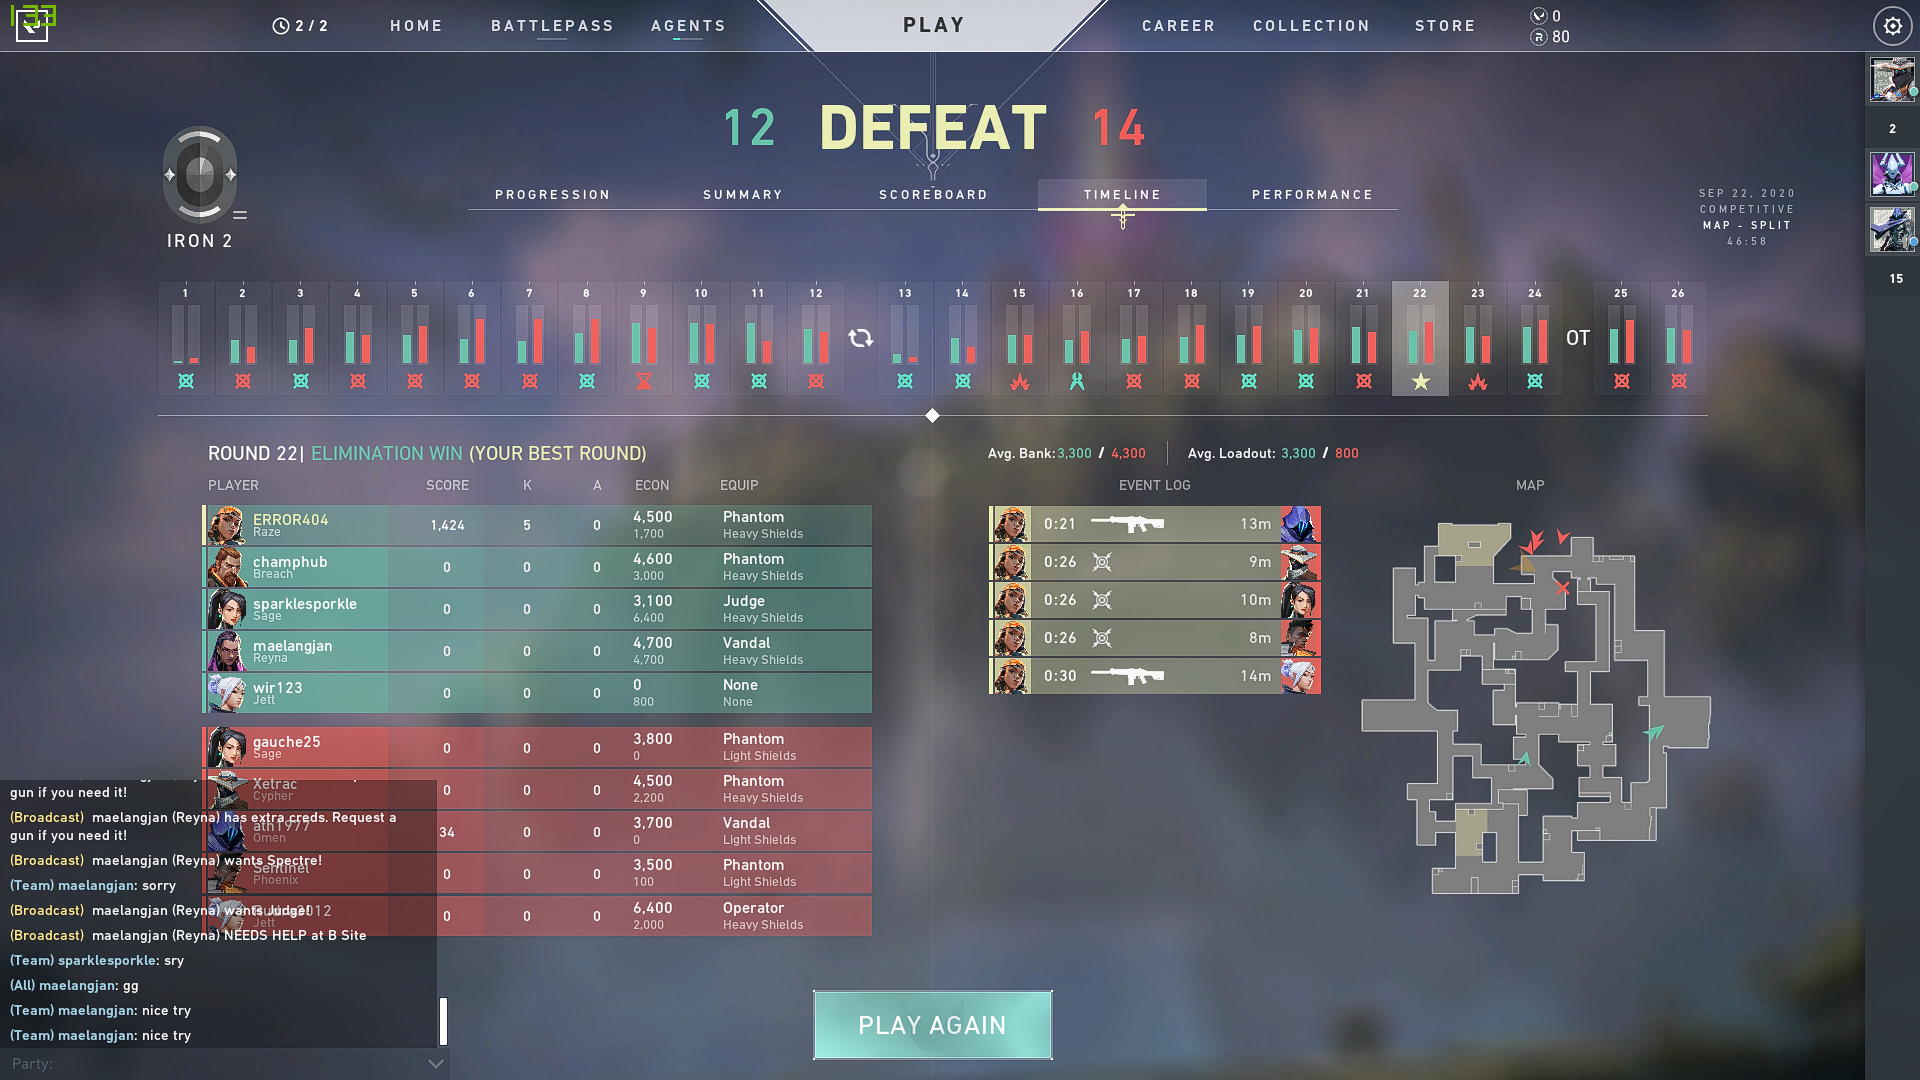 133
2 / 2
HOME
BATTLEPASS
AGENTS
PLAY
CAREER
COLLECTION
STORE
0
80
12 DEFEAT 14
IRON 2
PROGRESSION
SUMMARY
SCOREBOARD
TIMELINE
PERFORMANCE
SEP 22, 2020
COMPETITIVE
MAP - SPLIT
46:58
2
15
1 2 3 4 5 6 7 8 9 10 11 12 13 14 15 16 17 18 19 20 21 22 23 24 OT 25 26
ROUND 22| ELIMINATION WIN (YOUR BEST ROUND)
Avg. Bank: 3,300 / 4,300
Avg. Loadout: 3,300 / 800
PLAYER SCORE K A ECON EQUIP
EVENT LOG
MAP
ERROR404 1,424 5 0 4,500 Phantom
Raze 1,700 Heavy Shields
champhub 0 0 0 4,600 Phantom
Breach 3,000 Heavy Shields
sparklesporkle 0 0 0 3,100 Judge
Sage 6,400 Heavy Shields
maelangjan 0 0 0 4,700 Vandal
Reyna 4,700 Heavy Shields
wir123 0 0 0 0 None
Jett 800 None
0:21 13m
0:26 9m
0:26 10m
0:26 8m
0:30 14m
gauche25 0 0 0 3,800 Phantom
Sage 0 Light Shields
Xetrac 0 0 0 4,500 Phantom
Cypher 2,200 Heavy Shields
ath1977 34 0 0 3,700 Vandal
Omen 0 Light Shields
Sentinel 0 0 0 3,500 Phantom
Phoenix 100 Light Shields
3012 0 0 0 6,400 Operator
Jett 2,000 Heavy Shields
gun if you need it!
(Broadcast) maelangjan (Reyna) has extra creds. Request a
gun if you need it!
(Broadcast) maelangjan (Reyna) wants Spectre!
(Team) maelangjan: sorry
(Broadcast) maelangjan (Reyna) wants Judge!
(Broadcast) maelangjan (Reyna) NEEDS HELP at B Site
(Team) sparklesporkle: sry
(All) maelangjan: gg
(Team) maelangjan: nice try
(Team) maelangjan: nice try
Party:
PLAY AGAIN